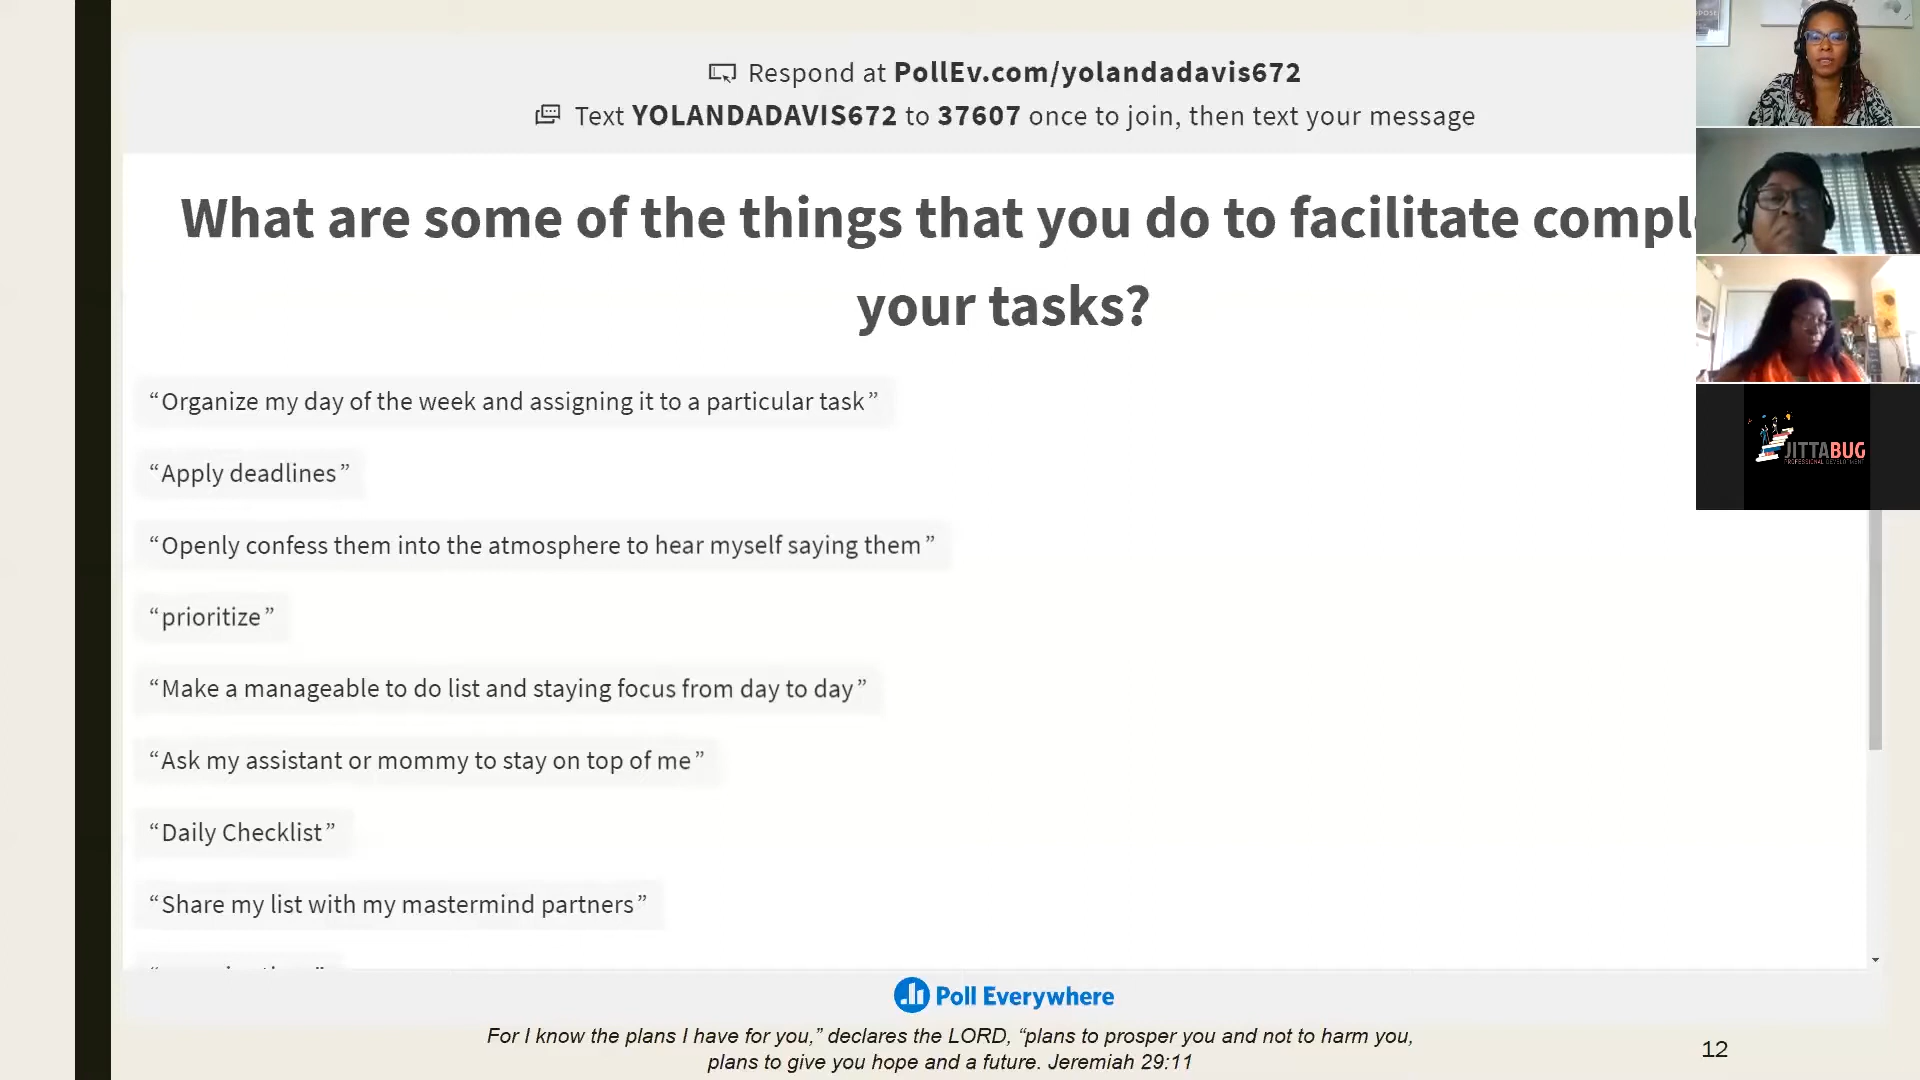 Respond at PollEv.com/yolandadavis672
Text YOLANDADAVIS672 to 37607 once to join, then text your message
What are some of the things that you do to facilitate
your tasks?
“Organize my day of the week and assigning it to a particular task”
“Apply deadlines”
“Openly confess them into the atmosphere to hear myself saying them”
“prioritize”
“Make a manageable to do list and staying focus from day to day”
“Ask my assistant or mommy to stay on top of me”
“Daily Checklist”
“Share my list with my mastermind partners”
Poll Everywhere
For I know the plans I have for you,” declares the LORD, “plans to prosper you and not to harm you,
plans to give you hope and a future. Jeremiah 29:11
12
JITTABUG
PROFESSIONAL DEVELOPMENT